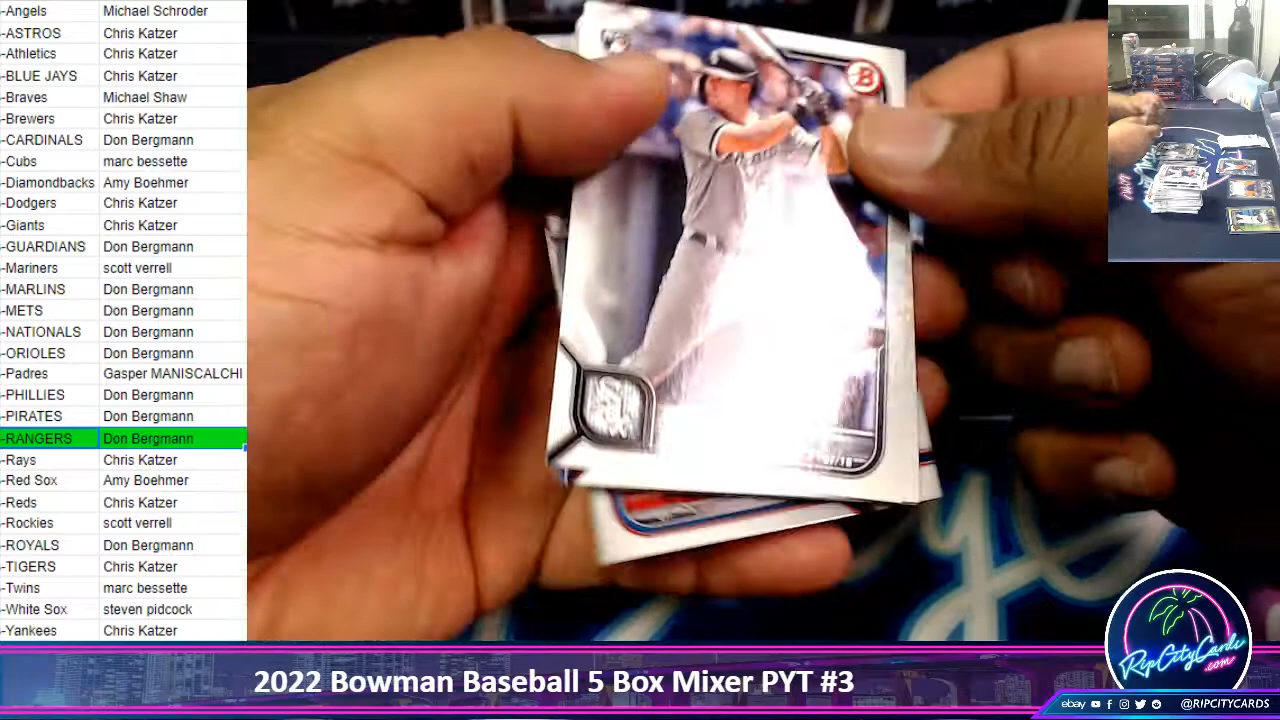 -Angels Michael Schroder
-ASTROS Chris Katzer
-Athletics Chris Katzer
-BLUE JAYS Chris Katzer
-Braves Michael Shaw
-Brewers Chris Katzer
-CARDINALS Don Bergmann
-Cubs marc bessette
-Diamondbacks Amy Boehmer
-Dodgers Chris Katzer
-Giants Chris Katzer
-GUARDIANS Don Bergmann
-Mariners scott verrell
-MARLINS Don Bergmann
-METS Don Bergmann
-NATIONALS Don Bergmann
-ORIOLES Don Bergmann
-Padres Gasper MANISCALCHI
-PHILLIES Don Bergmann
-PIRATES Don Bergmann
-RANGERS Don Bergmann
-Rays Chris Katzer
-Red Sox Amy Boehmer
-Reds Chris Katzer
-Rockies scott verrell
-ROYALS Don Bergmann
-TIGERS Chris Katzer
-Twins marc bessette
-White Sox steven pidcock
-Yankees Chris Katzer
B
RipCityCards
.com
2022 Bowman Baseball 5 Box Mixer PYT #3
ebay @RIPCITYCARDS